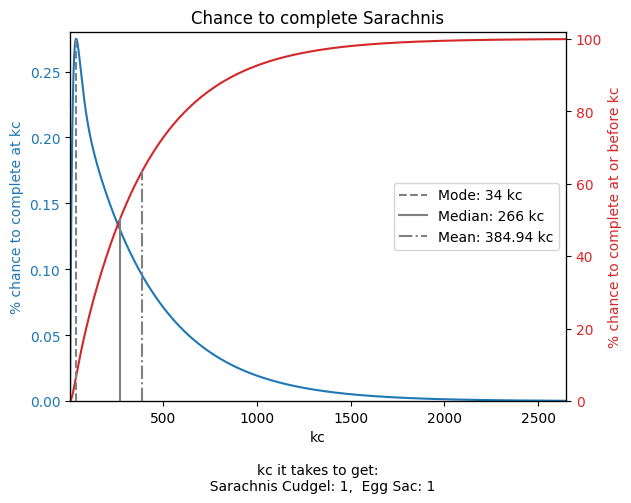 Chance to complete Sarachnis
% chance to complete at kc
0.25
0.20
0.15
0.10
0.05
0.00
100
80
60
40
20
0
% chance to complete at or before kc
Mode: 34 kc
Median: 266 kc
Mean: 384.94 kc
500
1000
1500
2000
2500
kc
kc it takes to get:
Sarachnis Cudgel: 1,  Egg Sac: 1